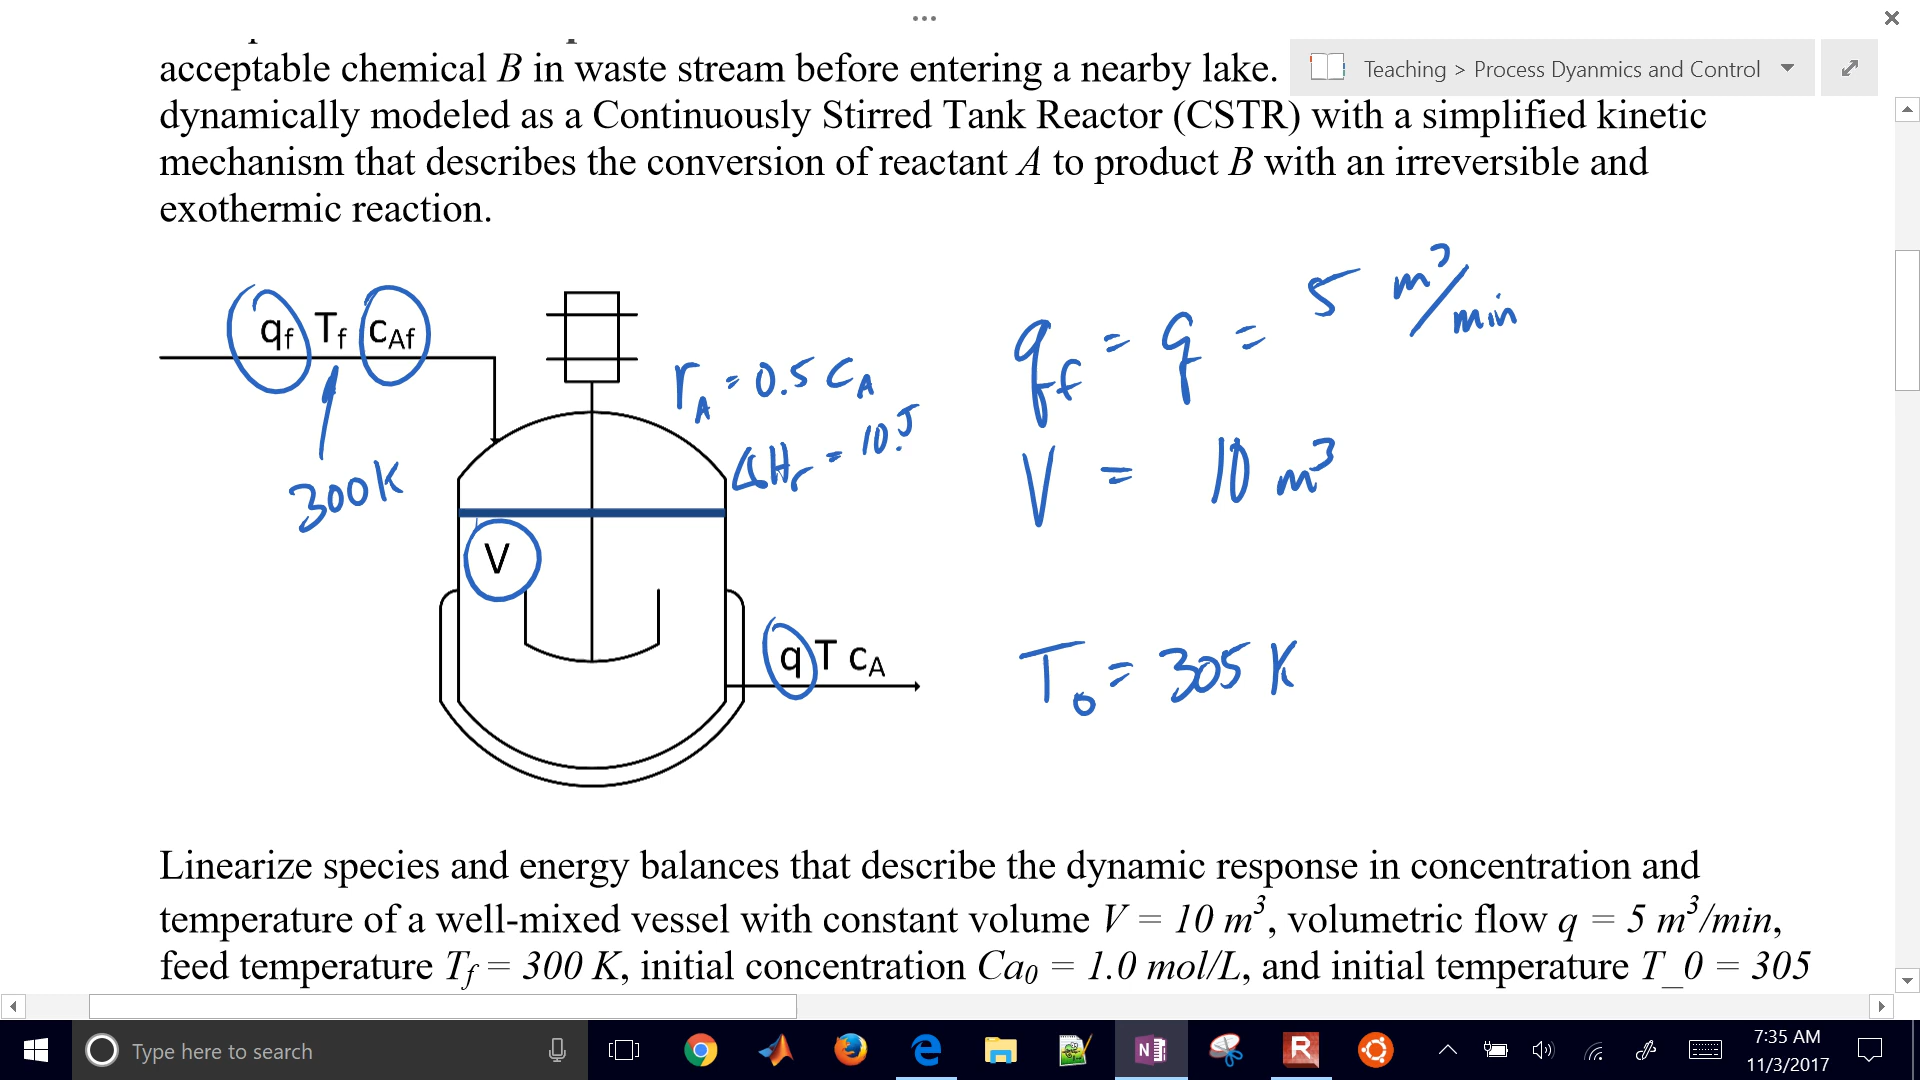 acceptable chemical B in waste stream before entering a nearby lake.
Teaching > Process Dyanmics and Control
dynamically modeled as a Continuously Stirred Tank Reactor (CSTR) with a simplified kinetic
mechanism that describes the conversion of reactant A to product B with an irreversible and
exothermic reaction.
qf Tf cAf
300K
rA = 0.5 CA
ΔHr = 10 J
V
q T cA
qf = q = 5 m³/min
V = 10 m³
T0 = 305 K
Linearize species and energy balances that describe the dynamic response in concentration and
temperature of a well-mixed vessel with constant volume V = 10 m³, volumetric flow q = 5 m³/min,
feed temperature Tf = 300 K, initial concentration Ca0 = 1.0 mol/L, and initial temperature T_0 = 305
Type here to search
7:35 AM
11/3/2017